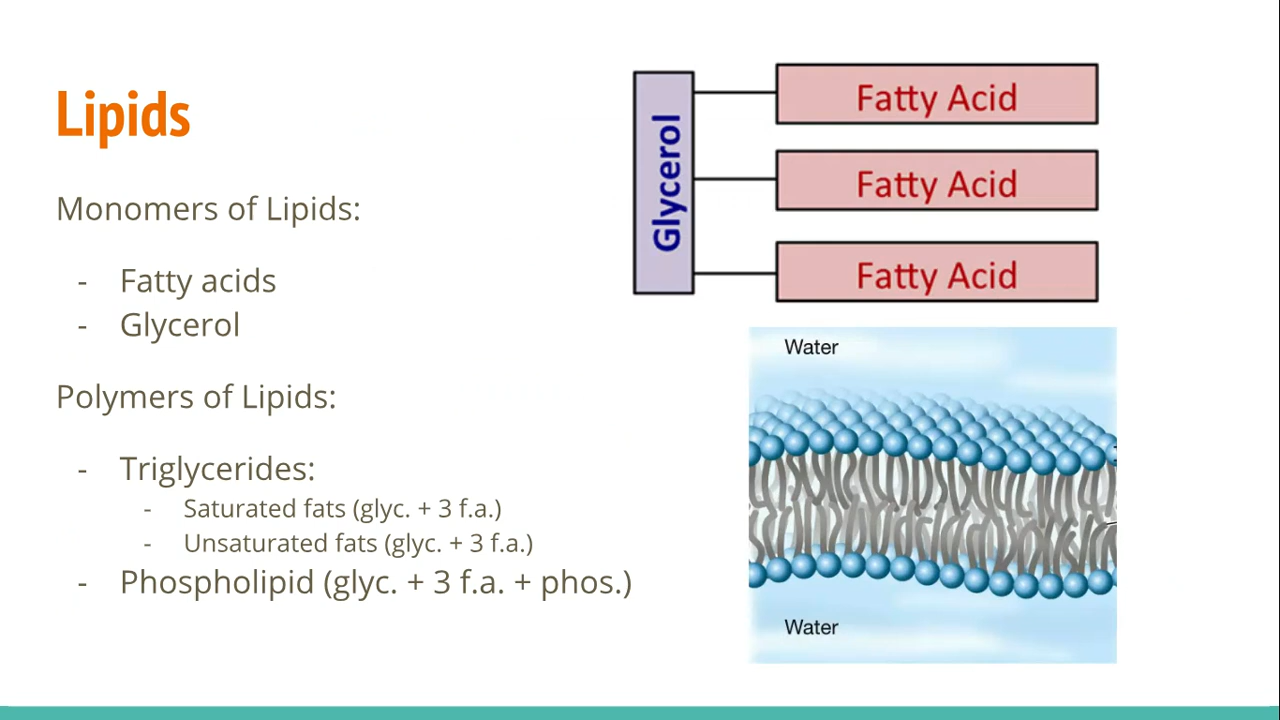 Lipids
Monomers of Lipids:
- Fatty acids
- Glycerol
Polymers of Lipids:
- Triglycerides:
- Saturated fats (glyc. + 3 f.a.)
- Unsaturated fats (glyc. + 3 f.a.)
- Phospholipid (glyc. + 3 f.a. + phos.)
Glycerol
Fatty Acid
Fatty Acid
Fatty Acid
Water
Water